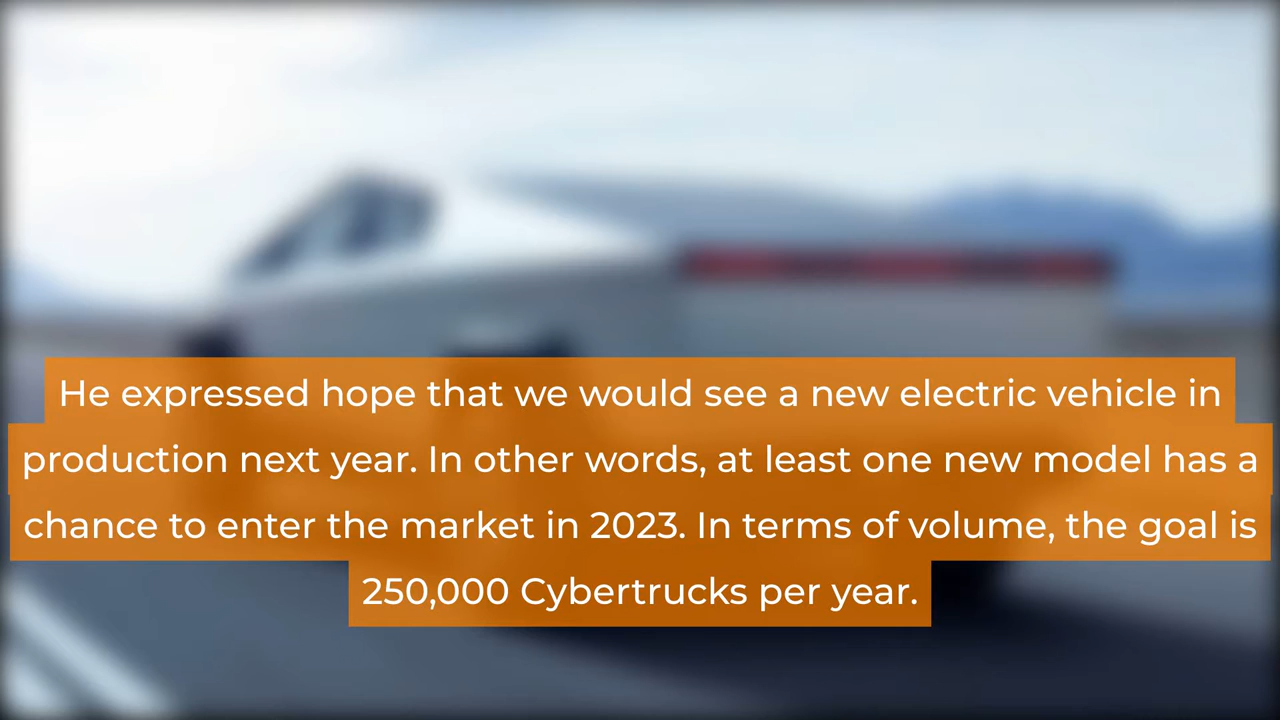 He expressed hope that we would see a new electric vehicle in
production next year. In other words, at least one new model has a
chance to enter the market in 2023. In terms of volume, the goal is
250,000 Cybertrucks per year.